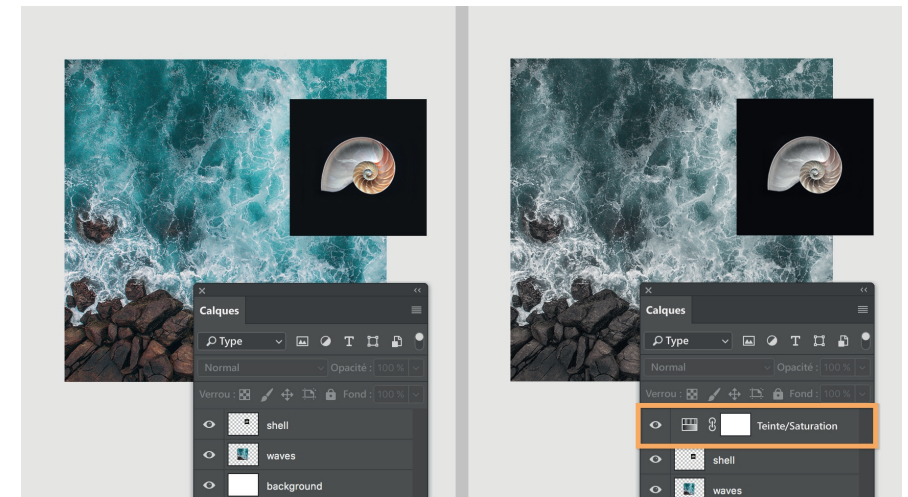 Calques
Type
Normal
Opacité : 100 %
Verrou :
Fond : 100 %
shell
waves
background
Calques
Type
Normal
Opacité : 100 %
Verrou :
Fond : 100 %
Teinte/Saturation
shell
waves